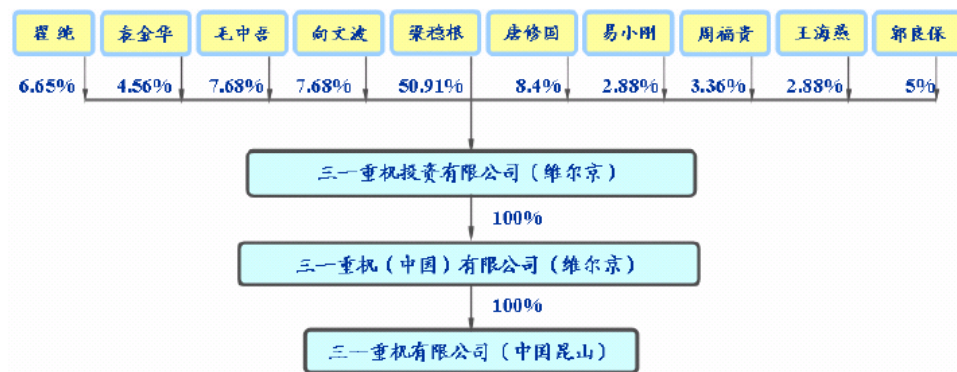 翟纯 袁金华 毛中吾 向文波 梁稳根 唐修国 易小刚 周福贵 王海燕 郭良保
6.65% 4.56% 7.68% 7.68% 50.91% 8.4% 2.88% 3.36% 2.88% 5%
三一重机投资有限公司（维尔京）
100%
三一重机（中国）有限公司（维尔京）
100%
三一重机有限公司（中国昆山）